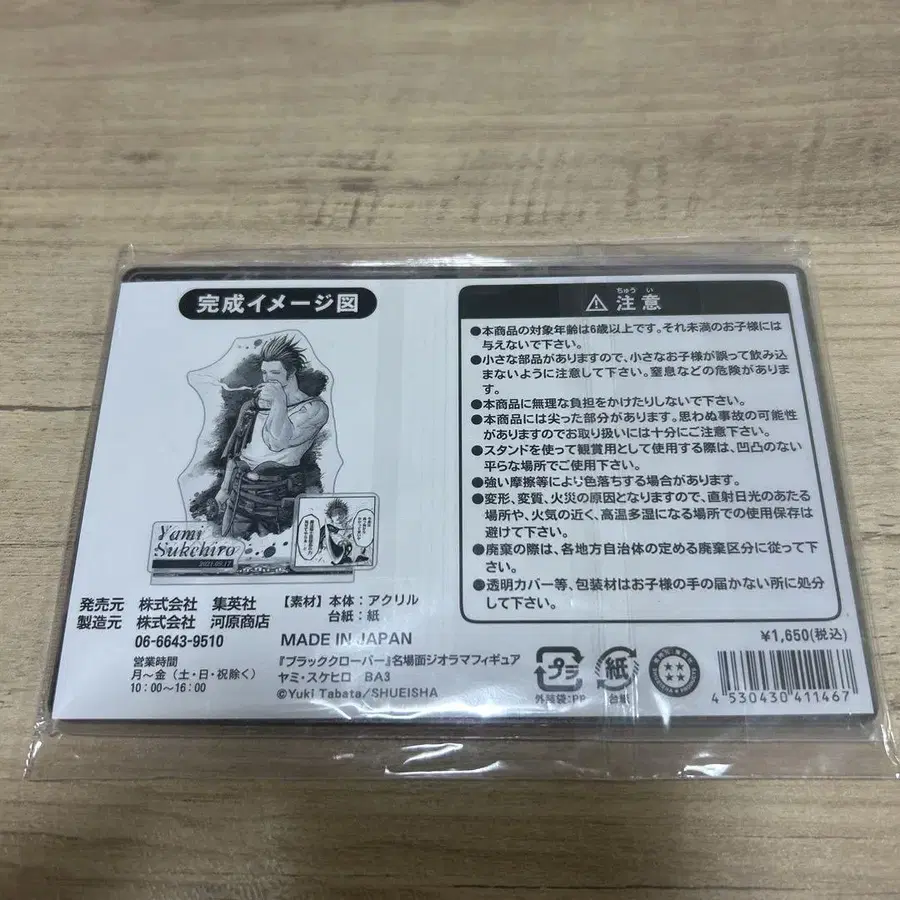 完成イメージ図
Yami
Sukehiro
2021.09.17
発売元 株式会社 集英社
製造元 株式会社 河原商店
06-6643-9510
営業時間
月〜金（土・日・祝除く）
10：00〜16：00
【素材】本体：アクリル
台紙：紙
MADE IN JAPAN
『ブラッククローバー』名場面ジオラマフィギュア
ヤミ・スケヒロ BA3
©Yuki Tabata/SHUEISHA
ちゅう い
注意
●本商品の対象年齢は6歳以上です。それ未満のお子様には
与えないで下さい。
●小さな部品がありますので、小さなお子様が誤って飲み込
まないように注意して下さい。窒息などの危険がありま
す。
●本商品に無理な負担をかけたりしないで下さい。
●本商品には尖った部分があります。思わぬ事故の可能性
がありますのでお取り扱いには十分にご注意下さい。
●スタンドを使って観賞用として使用する際は、凹凸のない
平らな場所でご使用下さい。
●強い摩擦等により色落ちする場合があります。
●変形、変質、火災の原因となりますので、直射日光のあたる
場所や、火気の近く、高温多湿になる場所での使用保存は
避けて下さい。
●廃棄の際は、各地方自治体の定める廃棄区分に従って下
さい。
●透明カバー等、包装材はお子様の手の届かない所に処分
して下さい。
¥1,650(税込)
プラ
外装袋：PP
紙
台紙
4 530430 411467